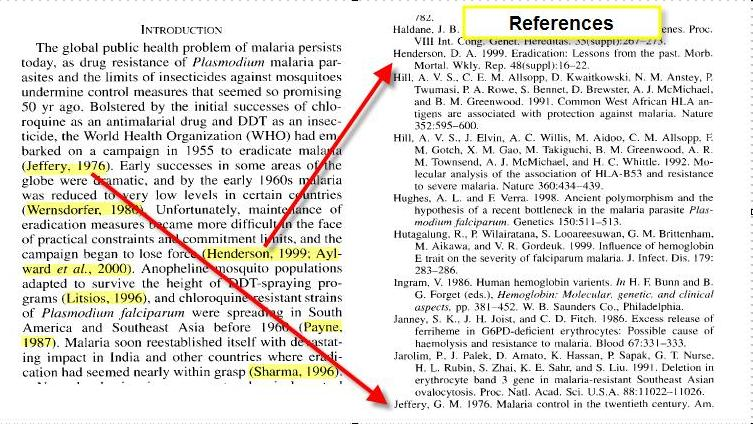 INTRODUCTION
The global public health problem of malaria persists
today, as drug resistance of Plasmodium malaria par-
asites and the limits of insecticides against mosquitoes
undermine control measures that seemed so promising
50 yr ago. Bolstered by the initial successes of chlo-
roquine as an antimalarial drug and DDT as an insec-
ticide, the World Health Organization (WHO) had em-
barked on a campaign in 1955 to eradicate malaria
(Jeffery, 1976). Early successes in some areas of the
globe were dramatic, and by the early 1960s malaria
was reduced to very low levels in certain countries
(Wernsdorfer, 1980). Unfortunately, maintenance of
eradication measures became more difficult in the face
of practical constraints and commitment limits, and the
campaign began to lose force (Henderson, 1999; Ayl-
ward et al., 2000). Anopheline mosquito populations
adapted to survive the height of DDT-spraying pro-
grams (Litsios, 1996), and chloroquine-resistant strains
of Plasmodium falciparum were spreading in South
America and Southeast Asia before 1960 (Payne,
1987). Malaria soon reestablished itself with devastat-
ing impact in India and other countries where eradi-
cation had seemed nearly within grasp (Sharma, 1996).
References
782.
Haldane, J. B. enes. Proc.
VIII Int. Cong. Genet. Hereditas. 35(suppl):267–273.
Henderson, D. A. 1999. Eradication: Lessons from the past. Morb.
Mortal. Wkly. Rep. 48(suppl):16–22.
Hill, A. V. S., C. E. M. Allsopp, D. Kwaitkowski, N. M. Anstey, P.
Twumasi, P. A. Rowe, S. Bennet, D. Brewster, A. J. McMichael,
and B. M. Greenwood. 1991. Common West African HLA an-
tigens are associated with protection against malaria. Nature
352:595–600.
Hill, A. V. S., J. Elvin, A. C. Willis, M. Aidoo, C. M. Allsopp, F.
M. Gotch, X. M. Gao, M. Takiguchi, B. M. Greenwood, A. R.
M. Townsend, A. J. McMichael, and H. C. Whittle. 1992. Mo-
lecular analysis of the association of HLA-B53 and resistance
to severe malaria. Nature 360:434–439.
Hughes, A. L. and F. Verra. 1998. Ancient polymorphism and the
hypothesis of a recent bottleneck in the malaria parasite Plas-
modium falciparum. Genetics 150:511–513.
Hutagalung, R., P. Wilairatana, S. Looareesuwan, G. M. Brittenham,
M. Aikawa, and V. R. Gordeuk. 1999. Influence of hemoglobin
E trait on the severity of falciparum malaria. J. Infect. Dis. 179:
283–286.
Ingram, V. 1986. Human hemoglobin varients. In H. F. Bunn and B.
G. Forget (eds.), Hemoglobin: Molecular, genetic, and clinical
aspects, pp. 381–452. W. B. Saunders Co., Philadelphia.
Janney, S. K., J. H. Joist, and C. D. Fitch. 1986. Excess release of
ferriheme in G6PD-deficient erythrocytes: Possible cause of
haemolysis and resistance to malaria. Blood 67:331–333.
Jarolim, P., J. Palek, D. Amato, K. Hassan, P. Sapak, G. T. Nurse,
H. L. Rubin, S. Zhai, K. E. Sahr, and S. Liu. 1991. Deletion in
erythrocyte band 3 gene in malaria-resistant Southeast Asian
ovalocytosis. Proc. Natl. Acad. Sci. U.S.A. 88:11022–11026.
Jeffery, G. M. 1976. Malaria control in the twentieth century. Am.